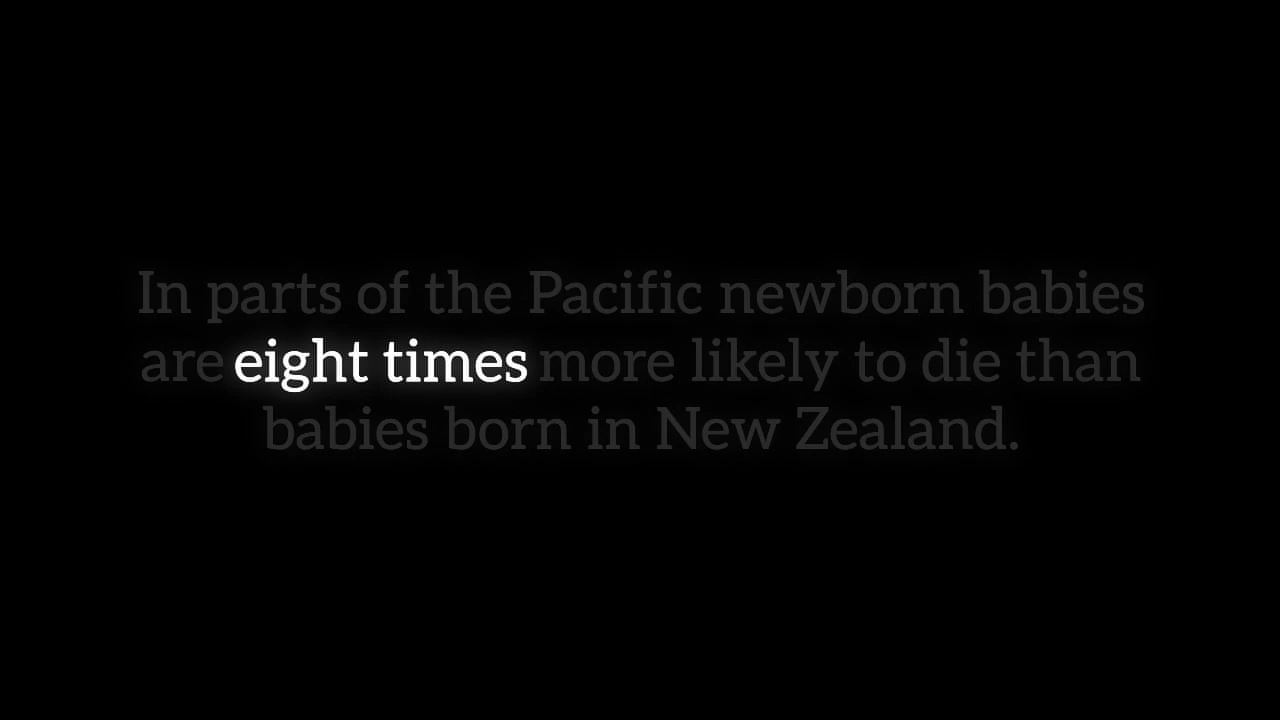 In parts of the Pacific newborn babies
are eight times more likely to die than
babies born in New Zealand.